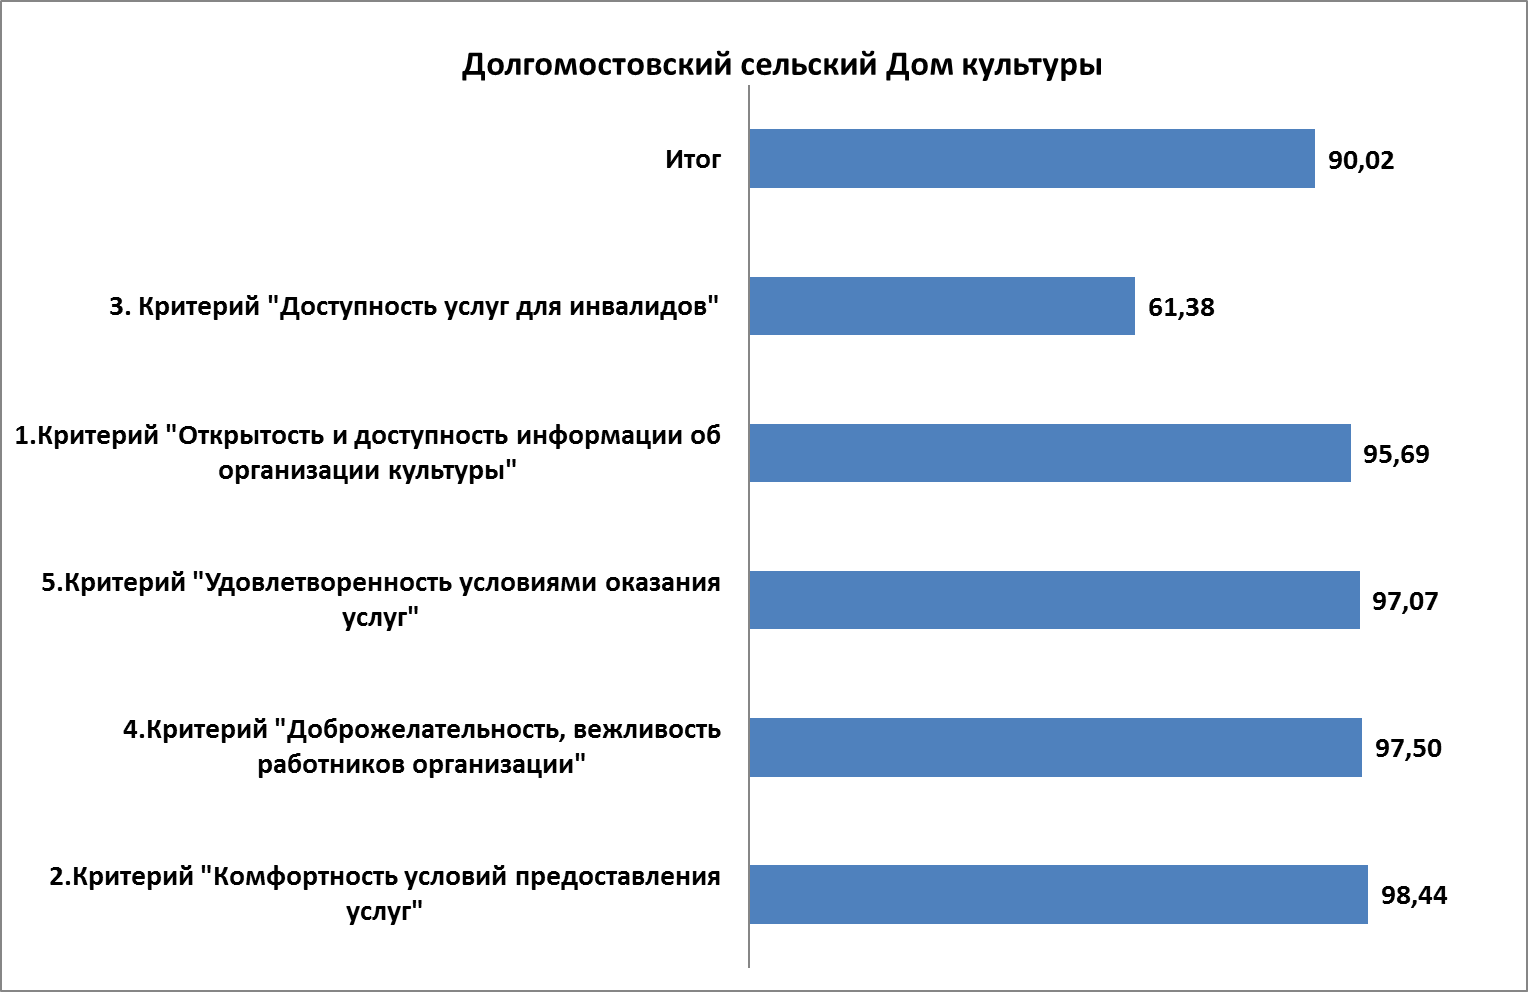 Долгомостовский сельский Дом культуры
Итог
90,02
3. Критерий "Доступность услуг для инвалидов"
61,38
1.Критерий "Открытость и доступность информации об
организации культуры"
95,69
5.Критерий "Удовлетворенность условиями оказания
услуг"
97,07
4.Критерий "Доброжелательность, вежливость
работников организации"
97,50
2.Критерий "Комфортность условий предоставления
услуг"
98,44